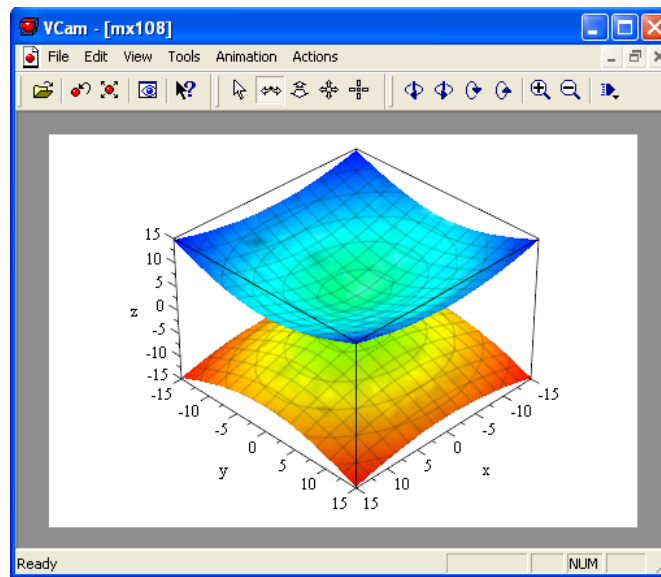 VCam - [mx108]
File Edit View Tools Animation Actions
15
10
5
z 0
-5
-10
-15
-15 -15
-10 -10
-5 -5
0 0
y 5 5 x
10 10
15 15
Ready NUM